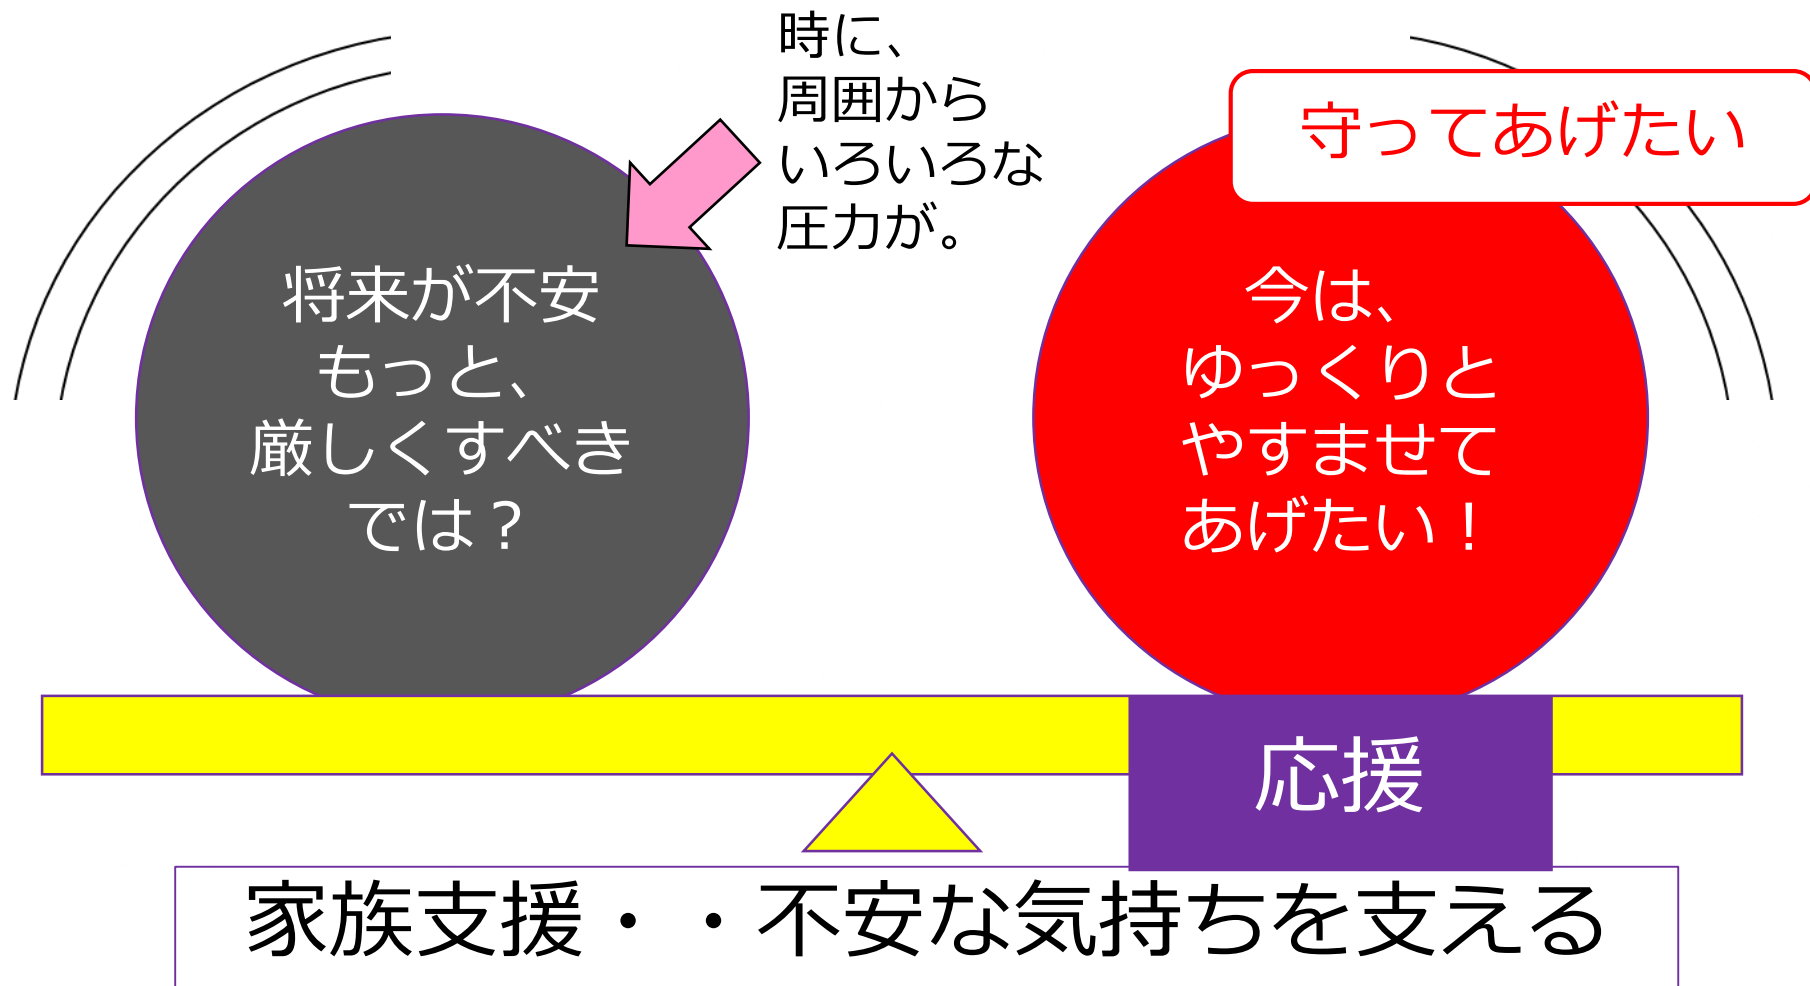 時に、
周囲から
いろいろな
圧力が。
守ってあげたい
将来が不安
もっと、
厳しくすべき
では？
今は、
ゆっくりと
やすませて
あげたい！
応援
家族支援・・不安な気持ちを支える